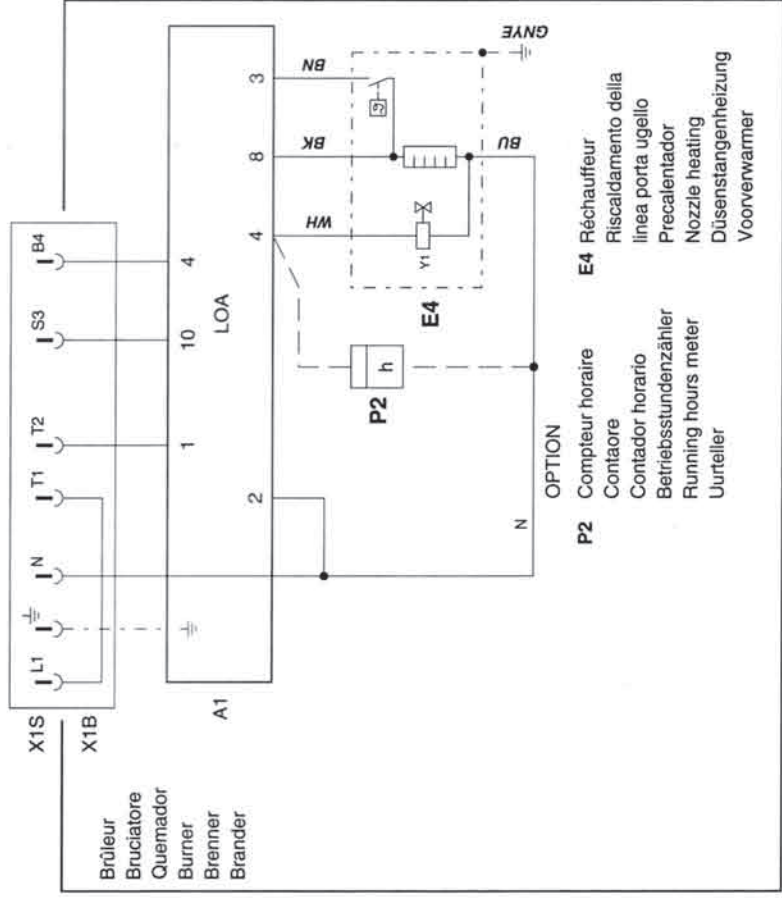 X1S
X1B
L1
N
T1
T2
S3
B4
Brûleur
Bruciatore
Quemador
Burner
Brenner
Brander
A1
LOA
1
10
4
2
4
8
3
WH
BK
BN
Y1
E4
BU
GNYE
h
P2
N
OPTION
P2 Compteur horaire
Contaore
Contador horario
Betriebsstundenzähler
Running hours meter
Uurteller
E4 Réchauffeur
Riscaldamento della
linea porta ugello
Precalentador
Nozzle heating
Düsenstangenheizung
Voorverwarmer